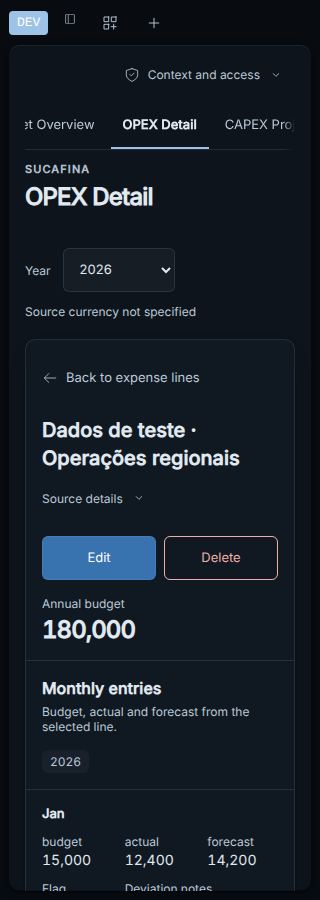 DEV
Context and access
et Overview OPEX Detail CAPEX Proj
SUCAFINA
OPEX Detail
Year 2026
Source currency not specified
Back to expense lines
Dados de teste ·
Operações regionais
Source details
Edit Delete
Annual budget
180,000
Monthly entries
Budget, actual and forecast from the
selected line.
2026
Jan
budget actual forecast
15,000 12,400 14,200
Flag Deviation notes